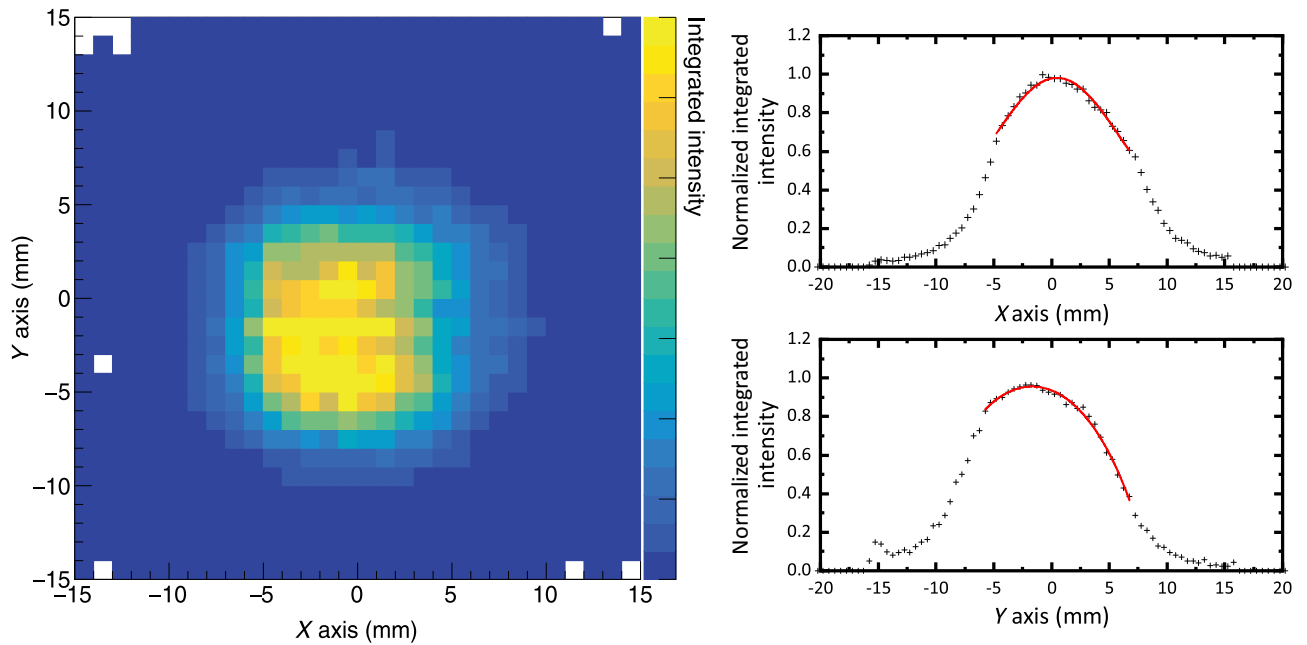 15
10
5
0
−5
−10
−15
Y axis (mm)
−15
−10
−5
0
5
10
15
X axis (mm)
Integrated intensity
1.2
1.0
0.8
0.6
0.4
0.2
0.0
Normalized integrated
intensity
-20 -15 -10 -5 0 5 10 15 20
X axis (mm)
1.2
1.0
0.8
0.6
0.4
0.2
0.0
Normalized integrated
intensity
-20 -15 -10 -5 0 5 10 15 20
Y axis (mm)